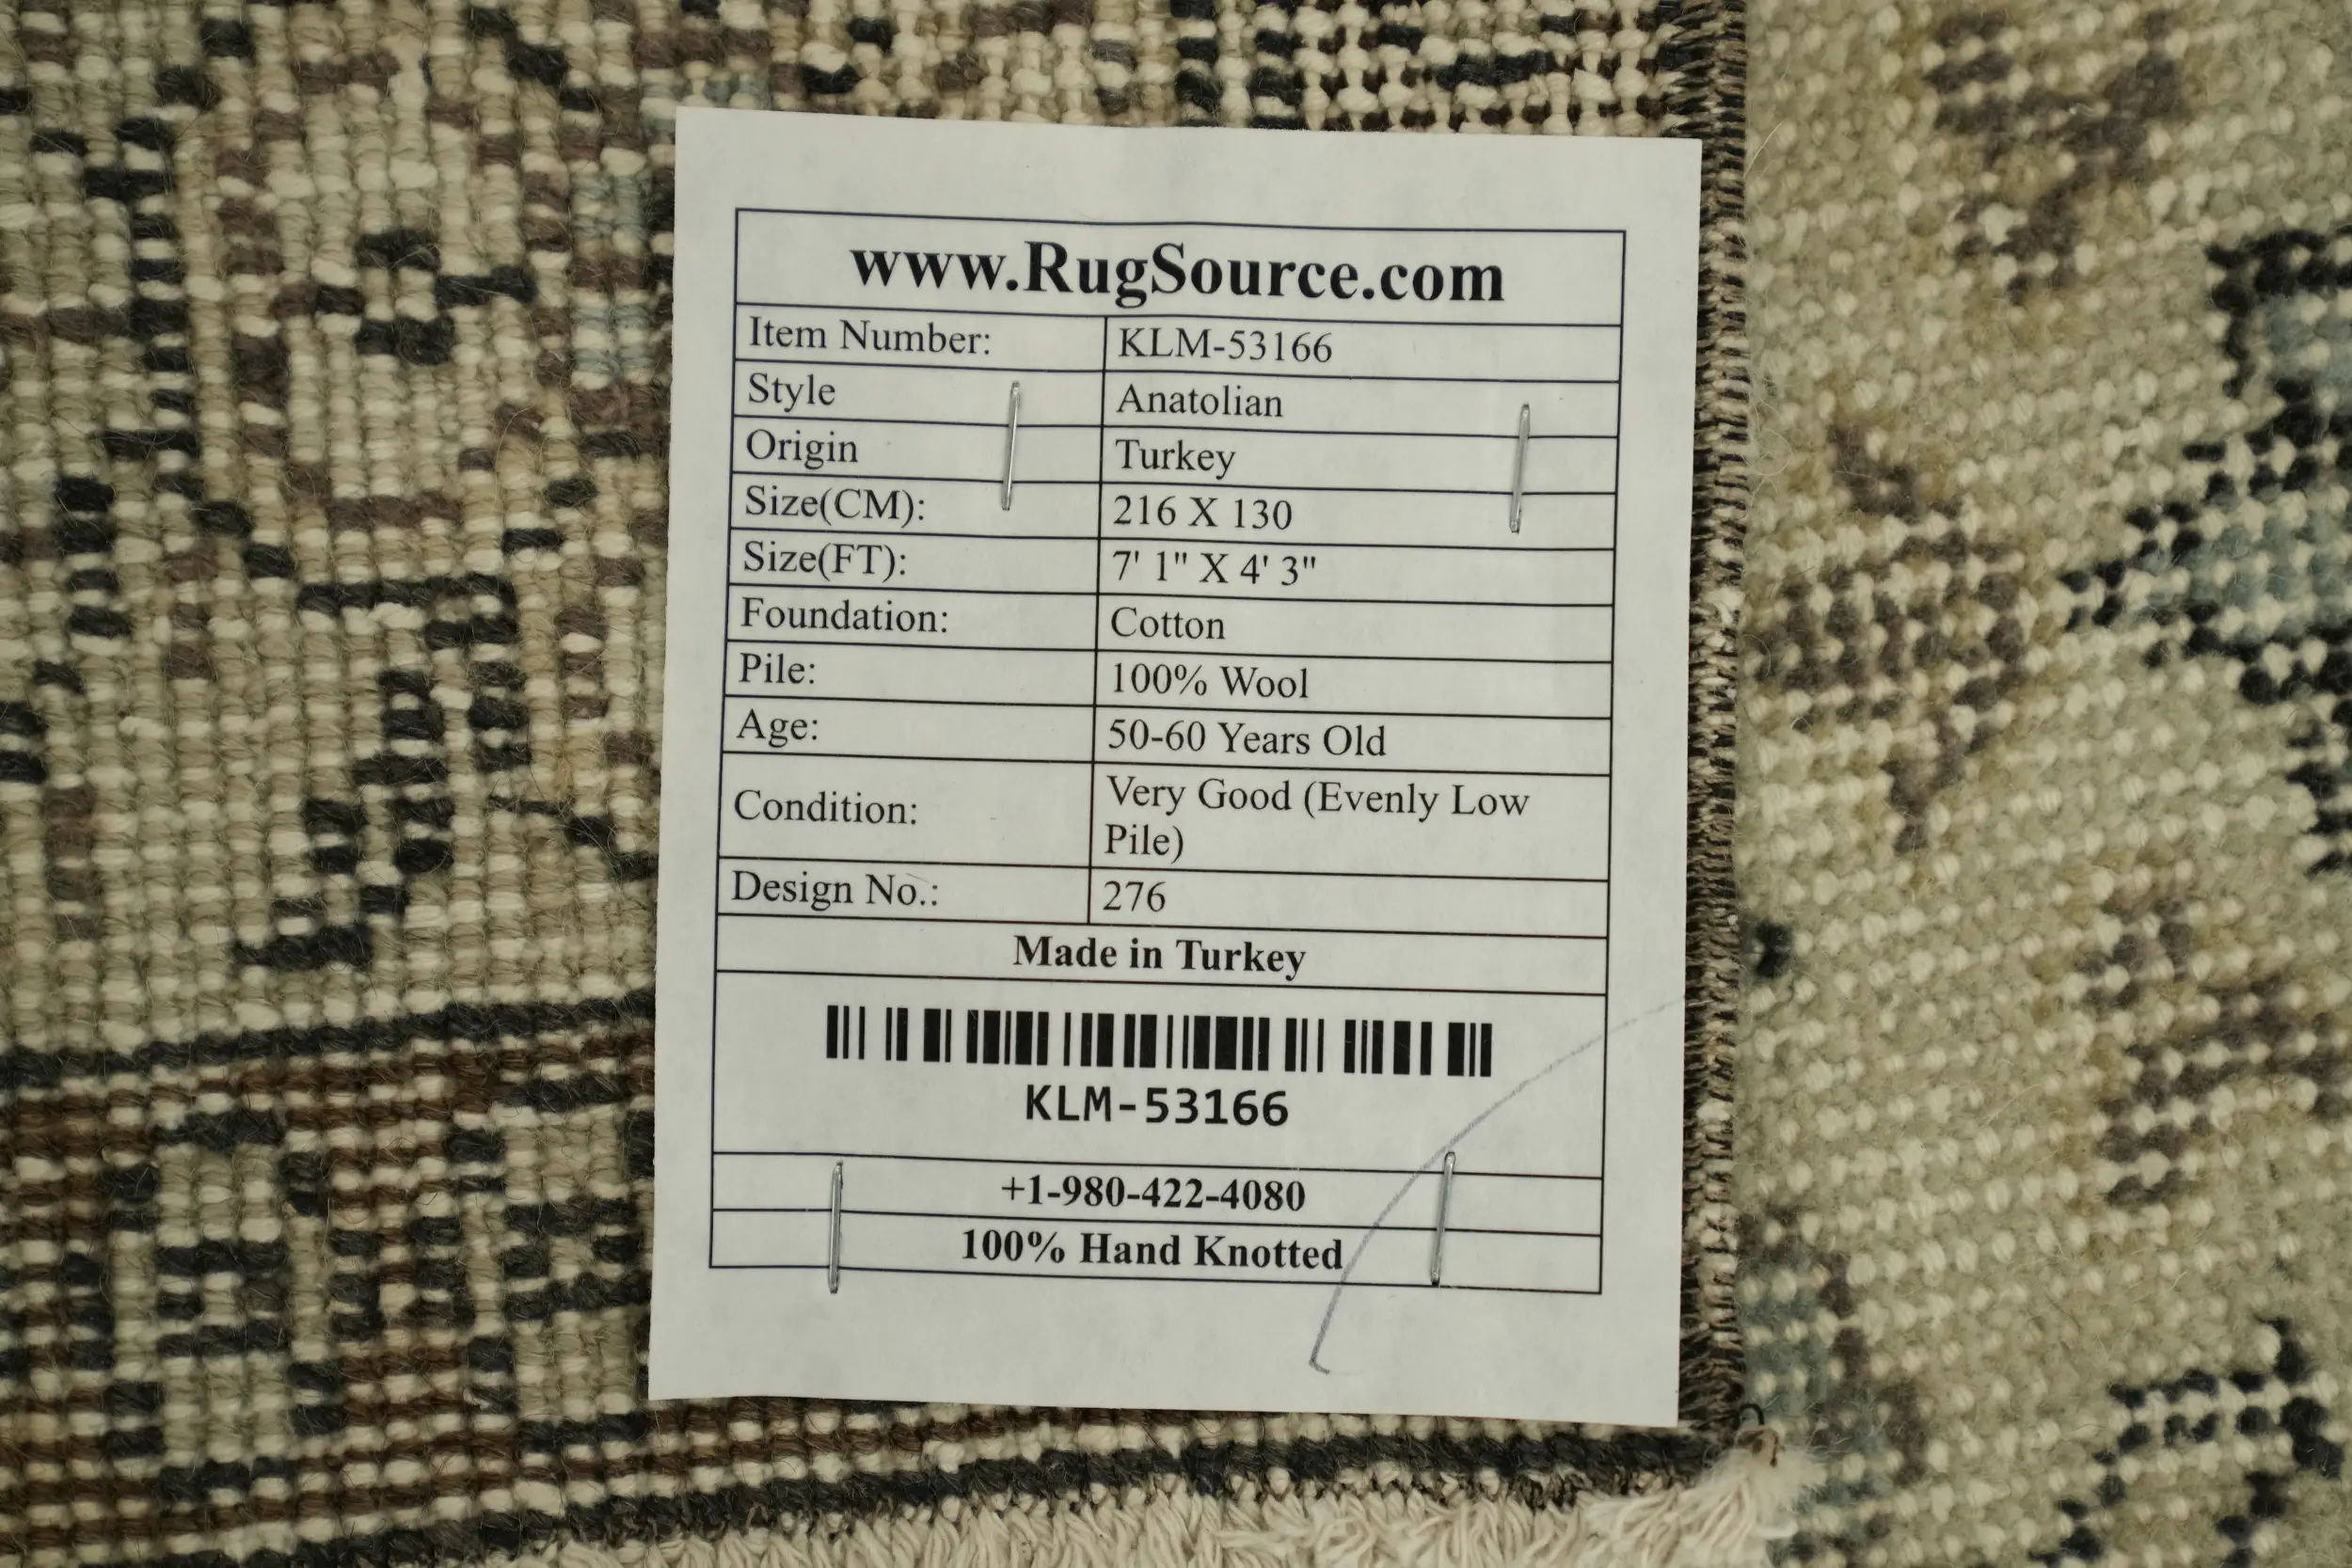 www.RugSource.com
Item Number: KLM-53166
Style Anatolian
Origin Turkey
Size(CM): 216 X 130
Size(FT): 7' 1" X 4' 3"
Foundation: Cotton
Pile: 100% Wool
Age: 50-60 Years Old
Condition: Very Good (Evenly Low
Pile)
Design No.: 276
Made in Turkey
KLM-53166
+1-980-422-4080
100% Hand Knotted